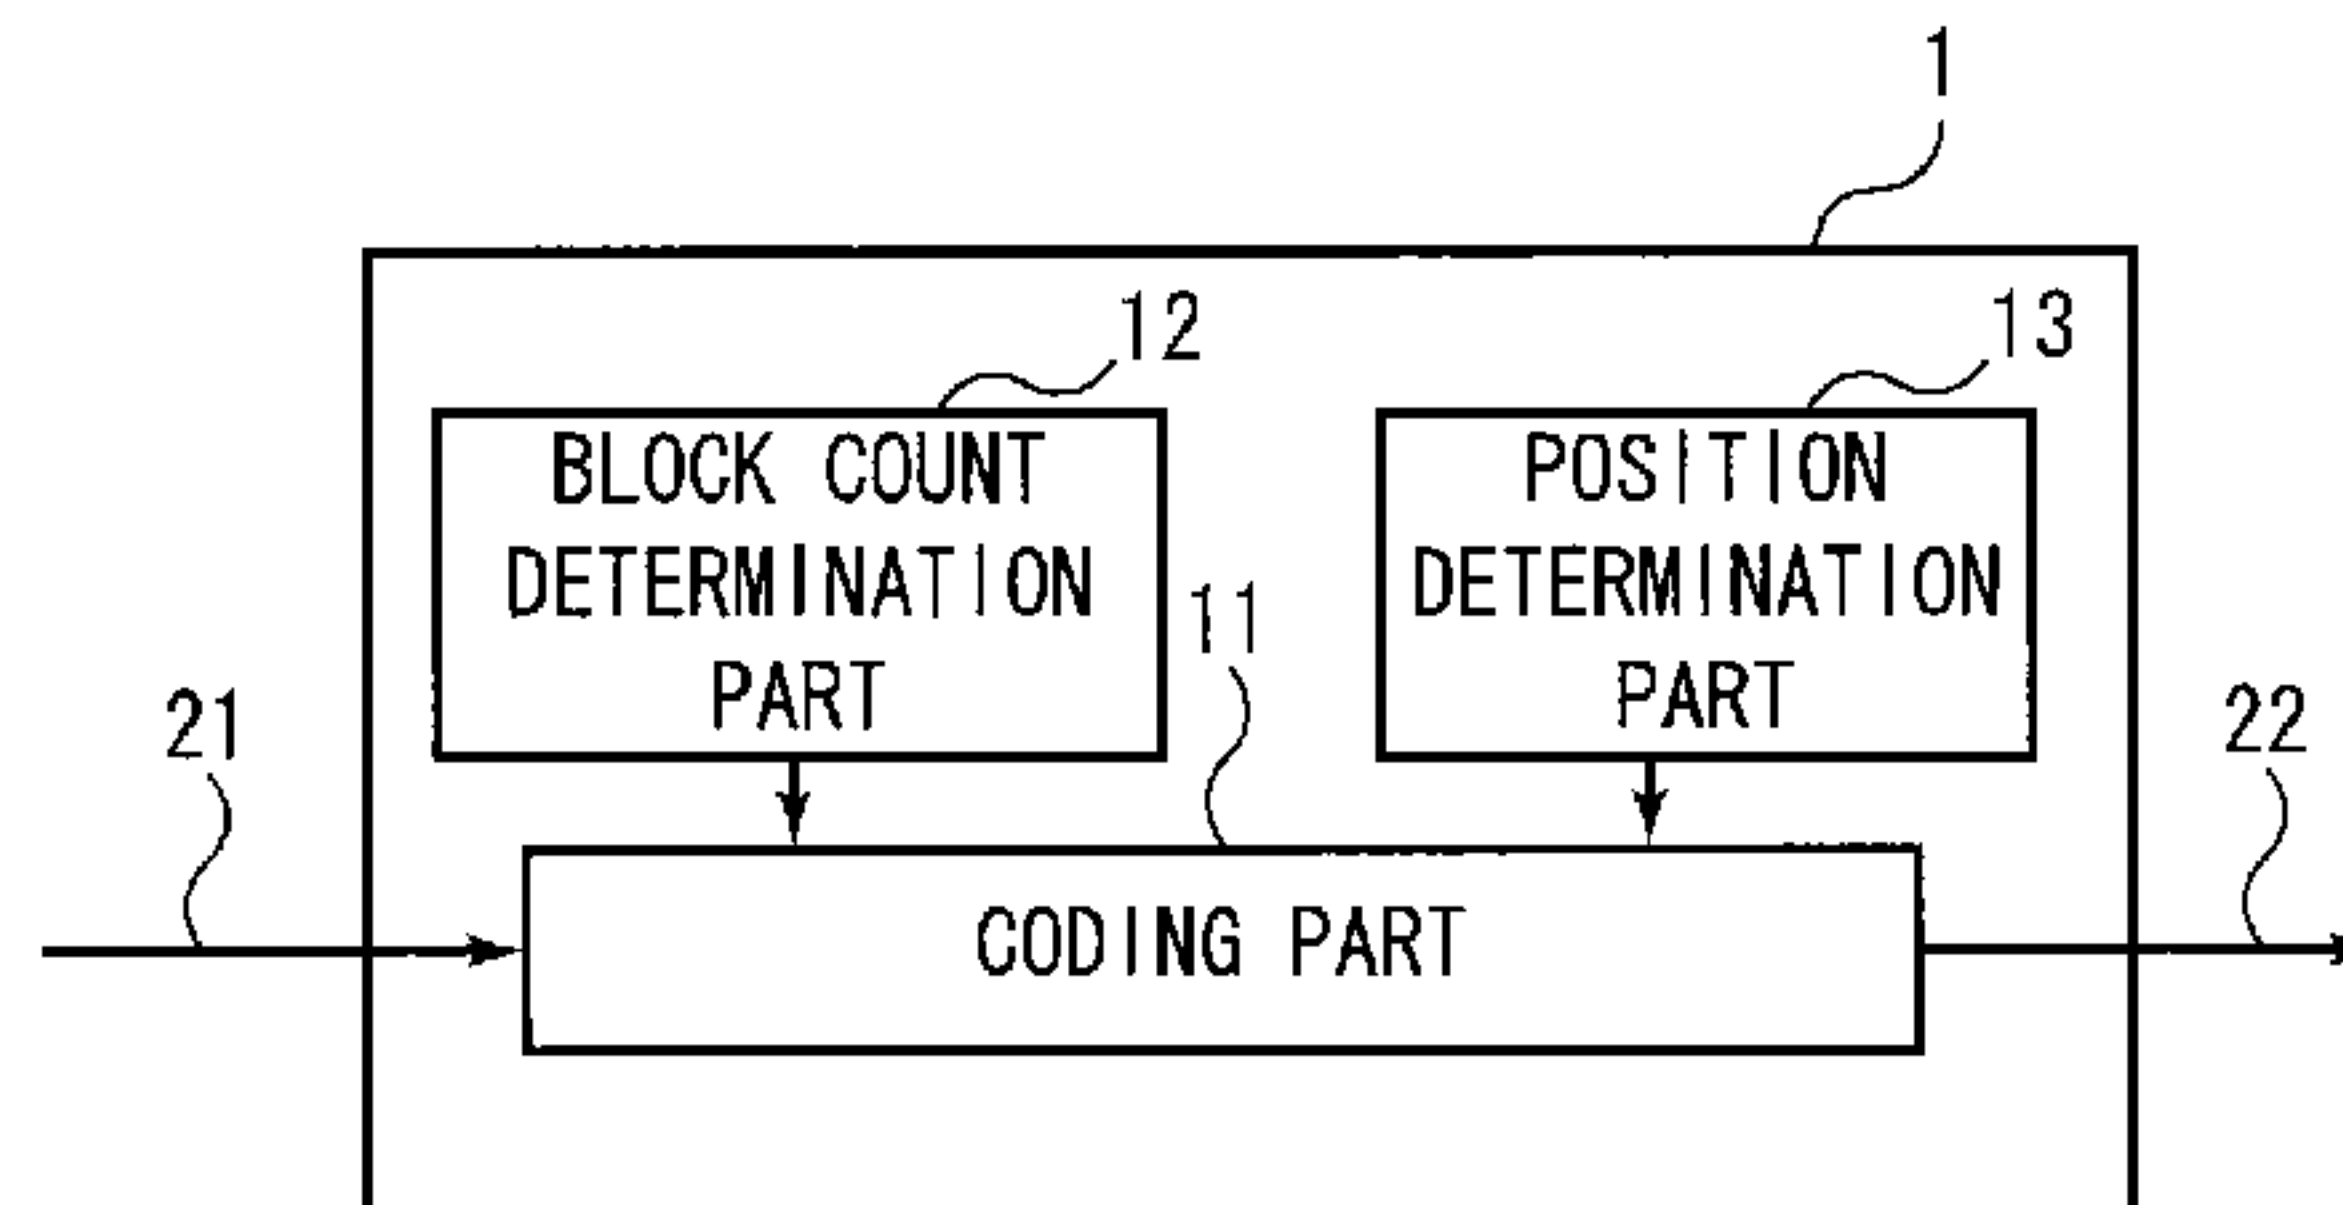 1
12
13
BLOCK COUNT
DETERMINATION
PART
POSITION
DETERMINATION
PART
11
21
22
CODING PART